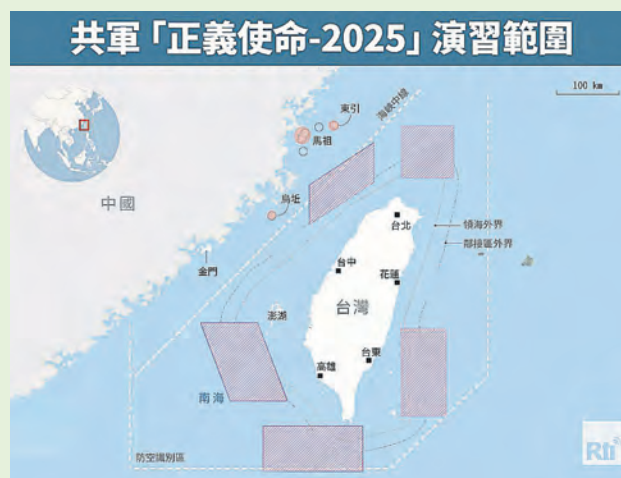 共軍「正義使命-2025」演習範圍
100 km
海峽中線
東引
馬祖
中國
烏坵
台北
領海外界
鄰接區外界
金門
台中
花蓮
台灣
澎湖
台東
高雄
南海
防空識別區
Rti